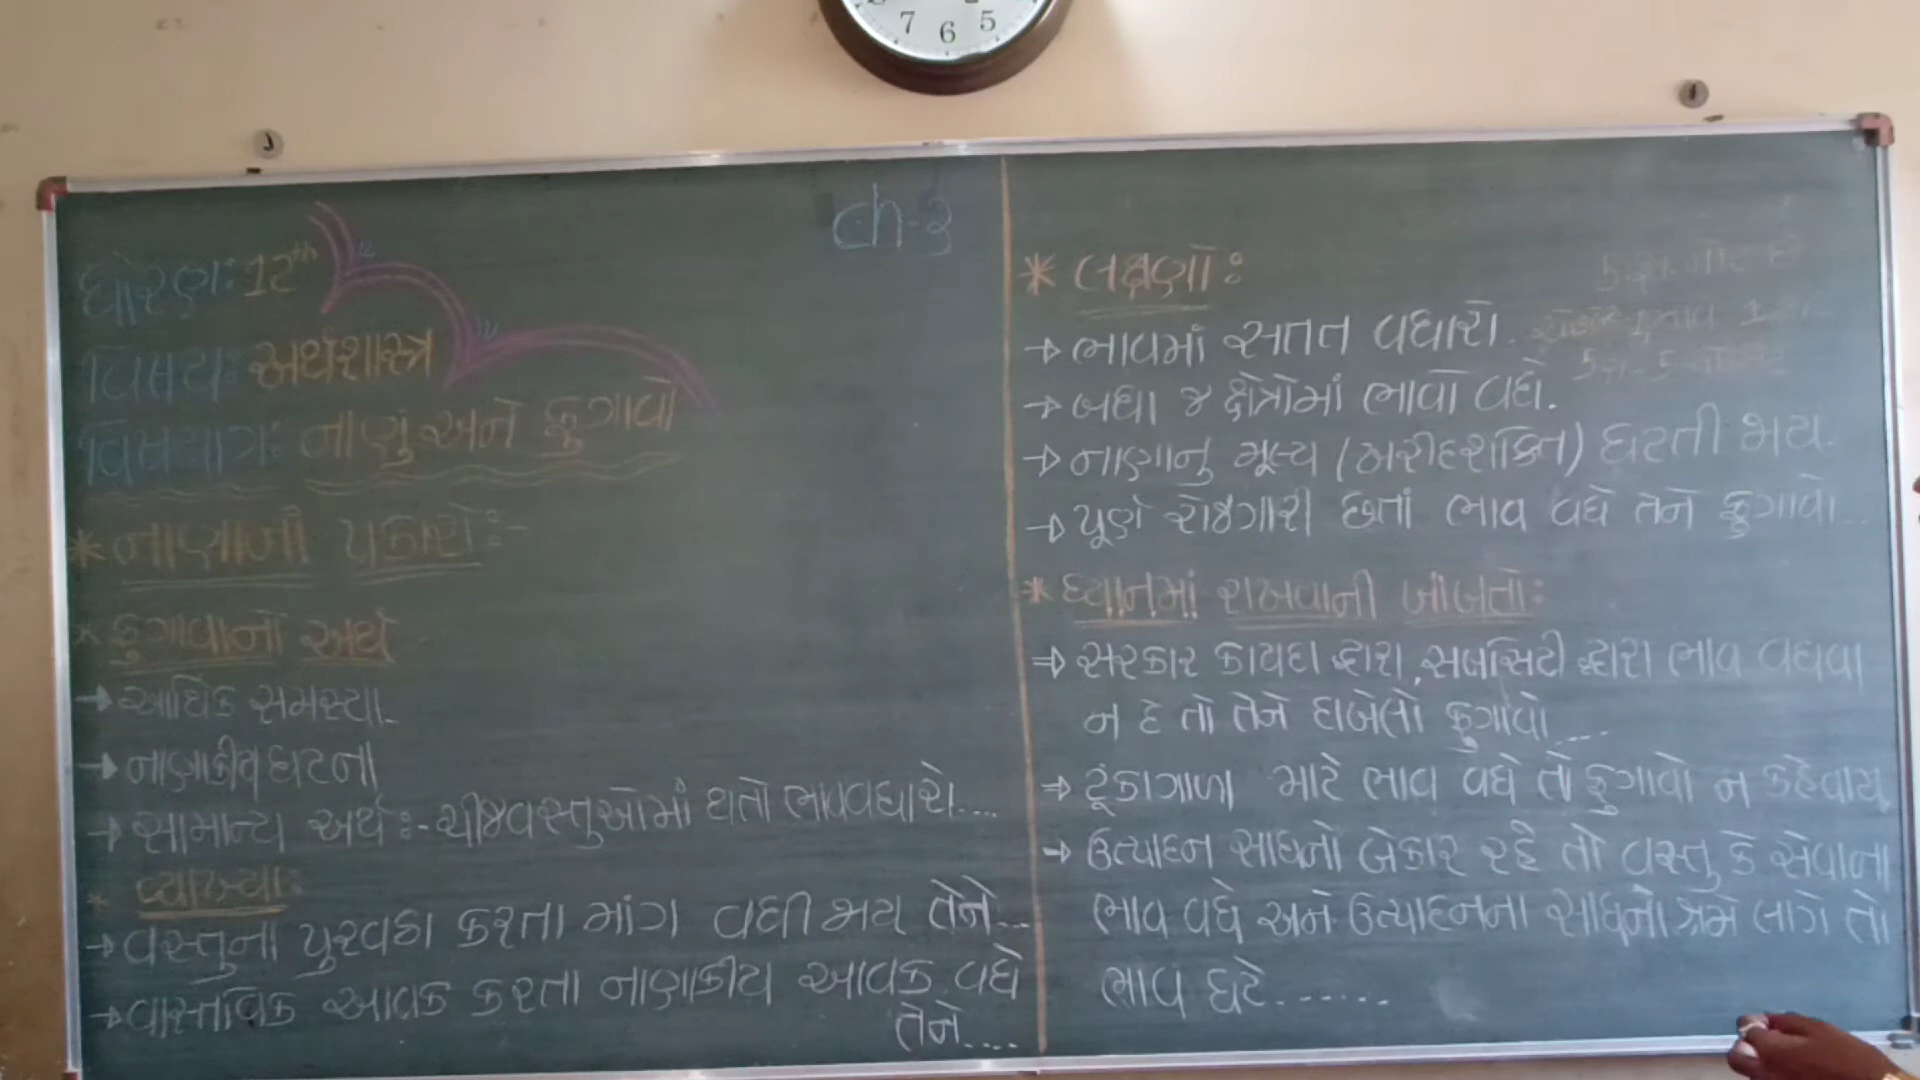 7 6 5
ch-3
ધોરણ: 12th
વિષય: અર્થશાસ્ત્ર
વિષયાંગ: નાણું અને ફુગાવો
* નાણાનાં પ્રકારો:-
* ફુગાવાનો અર્થ
→ આર્થિક સમસ્યા.
→ નાણાકીય ઘટના
→ સામાન્ય અર્થ:- ચીજવસ્તુઓમાં થતો ભાવવધારો....
* વ્યાખ્યા:
→ વસ્તુના પુરવઠા કરતા માંગ વધી જાય તેને...
→ વાસ્તવિક આવક કરતા નાણાકીય આવક વધે
તેને....
* લક્ષણો:
→ ભાવમાં સતત વધારો.
→ બધા જ ક્ષેત્રોમાં ભાવો વધે.
→ નાણાનુ મૂલ્ય (ખરીદશક્તિ) ઘટતી જાય.
→ પૂર્ણ રોજગારી છતાં ભાવ વધે તેને ફુગાવો..
* ધ્યાનમાં રાખવાની બાબતો:
→ સરકાર કાયદા દ્વારા, સબસિટી દ્વારા ભાવ વધવા
ન દે તો તેને દાબેલો ફુગાવો....
→ ટૂંકાગાળા માટે ભાવ વધે તો ફુગાવો ન કહેવાય
→ ઉત્પાદન સાધનો બેકાર રહે તો વસ્તુ કે સેવાના
ભાવ વધે અને ઉત્પાદનના સાધનો કામે લાગે તો
ભાવ ઘટે.......